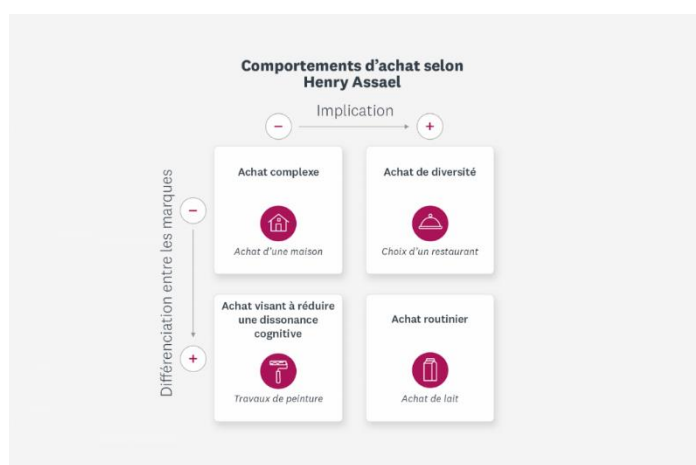 Comportements d'achat selon
Henry Assael
Implication
− +
Différenciation entre les marques
−
+
Achat complexe
Achat d'une maison
Achat de diversité
Choix d'un restaurant
Achat visant à réduire
une dissonance
cognitive
Travaux de peinture
Achat routinier
Achat de lait